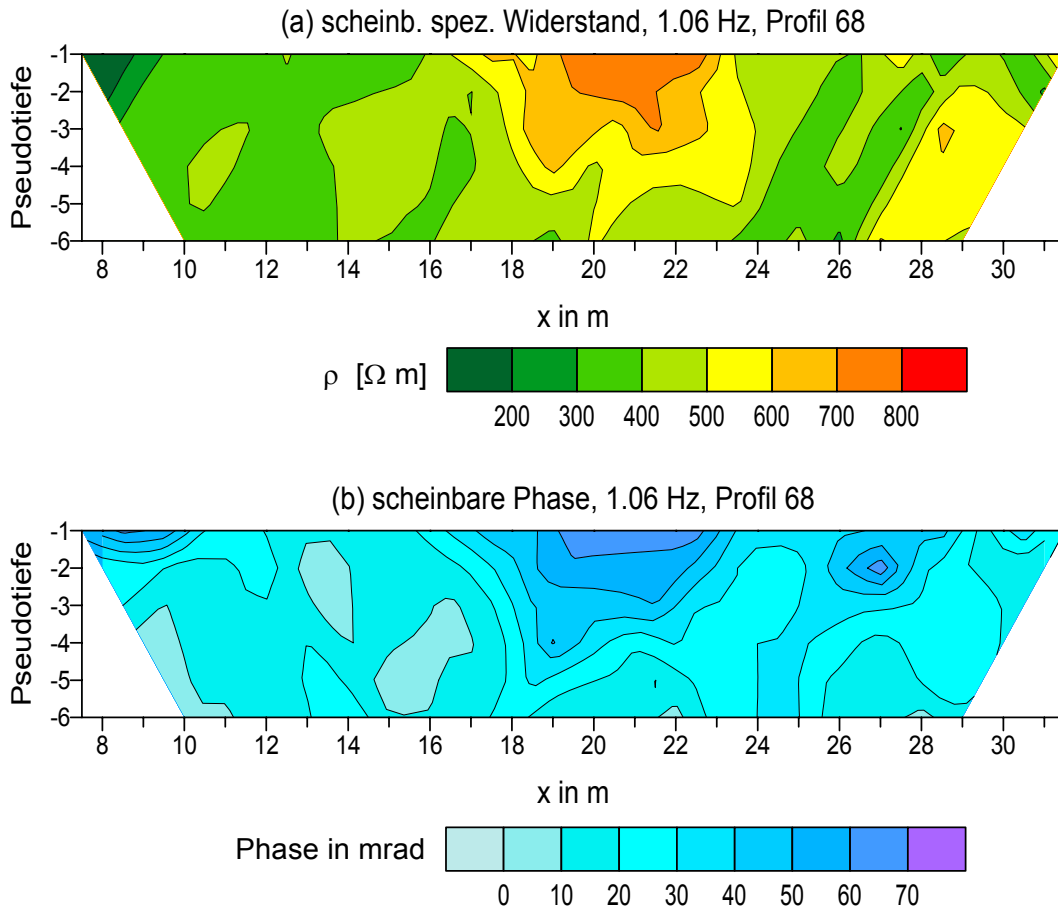 (a) scheinb. spez. Widerstand, 1.06 Hz, Profil 68
Pseudotiefe
-1
-2
-3
-4
-5
-6
8 10 12 14 16 18 20 22 24 26 28 30
x in m
ρ [Ω m]
200 300 400 500 600 700 800
(b) scheinbare Phase, 1.06 Hz, Profil 68
Pseudotiefe
-1
-2
-3
-4
-5
-6
8 10 12 14 16 18 20 22 24 26 28 30
x in m
Phase in mrad
0 10 20 30 40 50 60 70